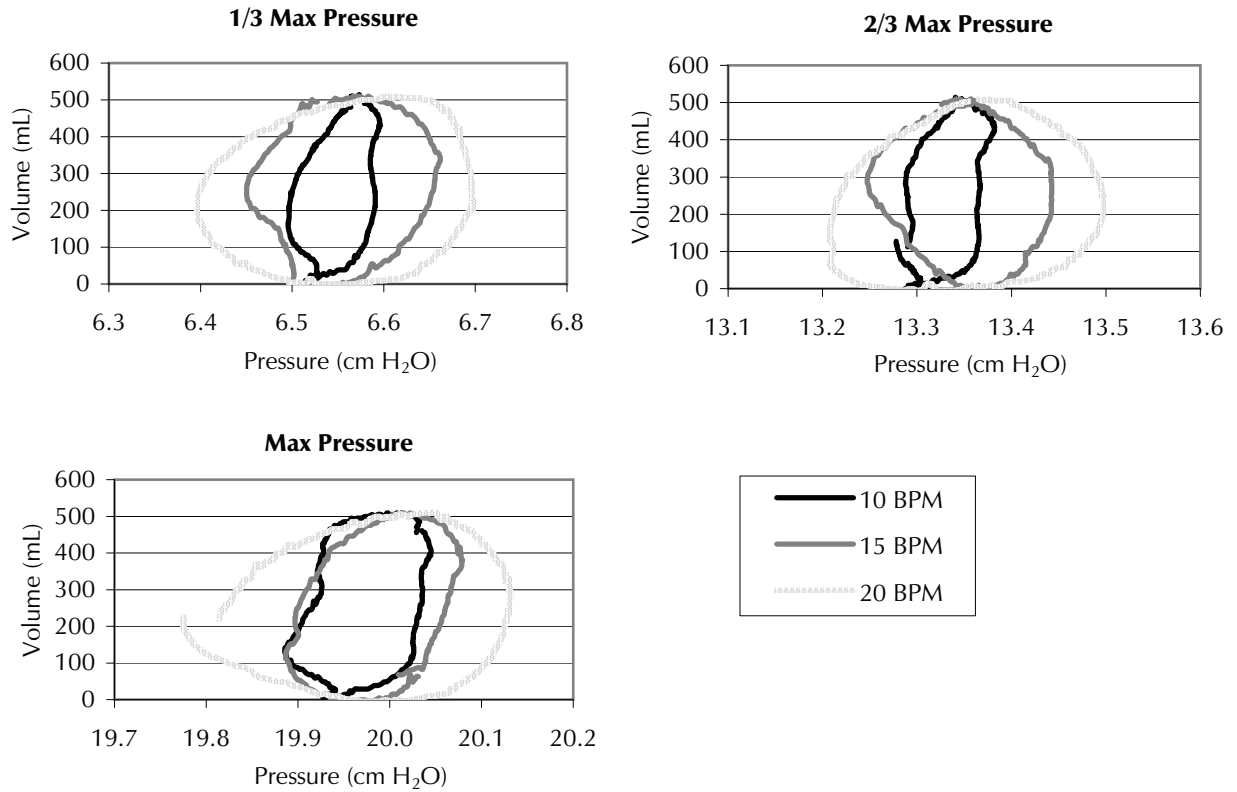 1/3 Max Pressure
600
500
400
300
200
100
0
Volume (mL)
6.3 6.4 6.5 6.6 6.7 6.8
Pressure (cm H₂O)
2/3 Max Pressure
600
500
400
300
200
100
0
Volume (mL)
13.1 13.2 13.3 13.4 13.5 13.6
Pressure (cm H₂O)
Max Pressure
600
500
400
300
200
100
0
Volume (mL)
19.7 19.8 19.9 20.0 20.1 20.2
Pressure (cm H₂O)
10 BPM
15 BPM
20 BPM